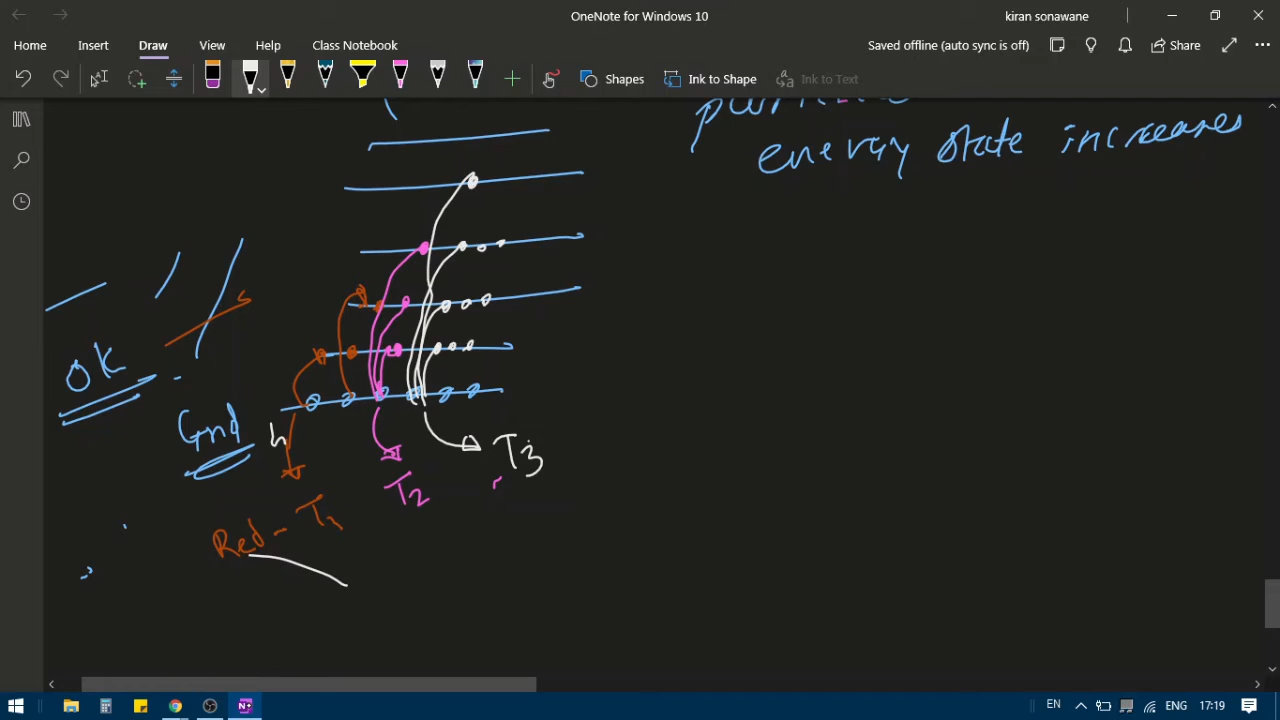 OneNote for Windows 10
kiran sonawane
Home Insert Draw View Help Class Notebook
Saved offline (auto sync is off)
Share
Shapes
Ink to Shape
Ink to Text
energy state increases
OK
Gnd
T3
T2
Red - T1
EN
ENG
17:19